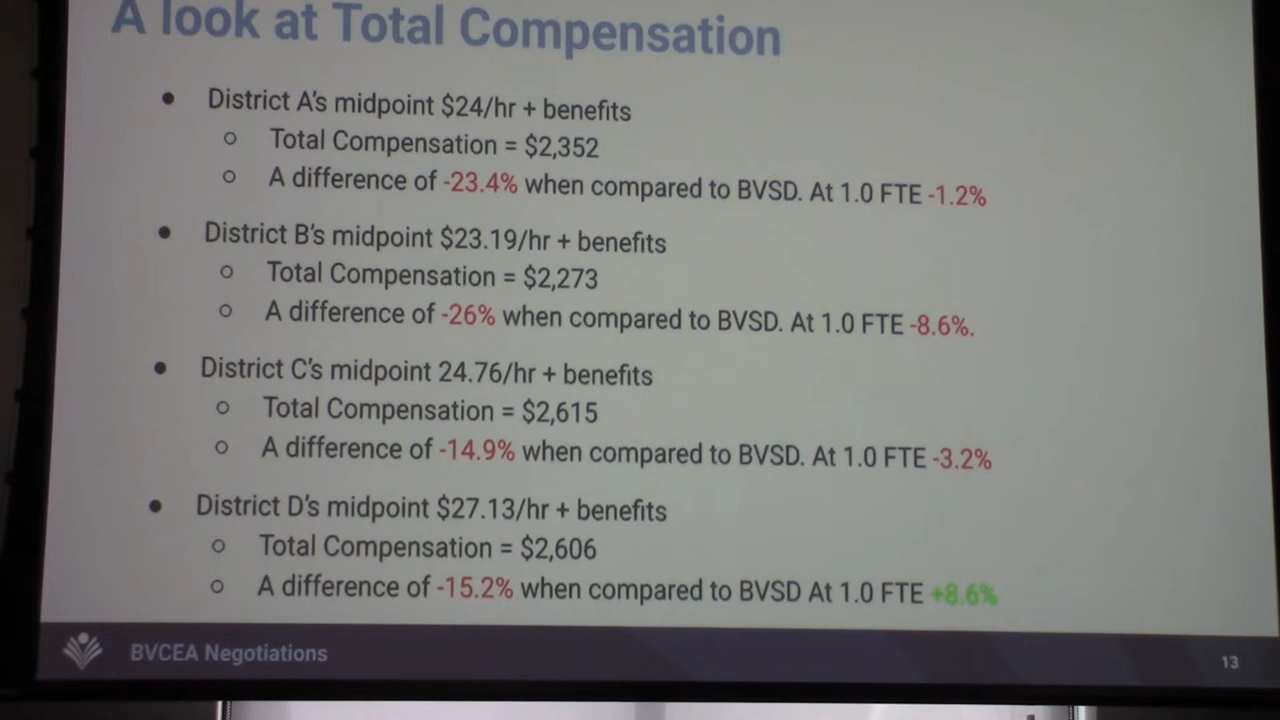 A look at Total Compensation
● District A's midpoint $24/hr + benefits
○ Total Compensation = $2,352
○ A difference of -23.4% when compared to BVSD. At 1.0 FTE -1.2%
● District B's midpoint $23.19/hr + benefits
○ Total Compensation = $2,273
○ A difference of -26% when compared to BVSD. At 1.0 FTE -8.6%.
● District C's midpoint 24.76/hr + benefits
○ Total Compensation = $2,615
○ A difference of -14.9% when compared to BVSD. At 1.0 FTE -3.2%
● District D's midpoint $27.13/hr + benefits
○ Total Compensation = $2,606
○ A difference of -15.2% when compared to BVSD At 1.0 FTE +8.6%
BVCEA Negotiations
13